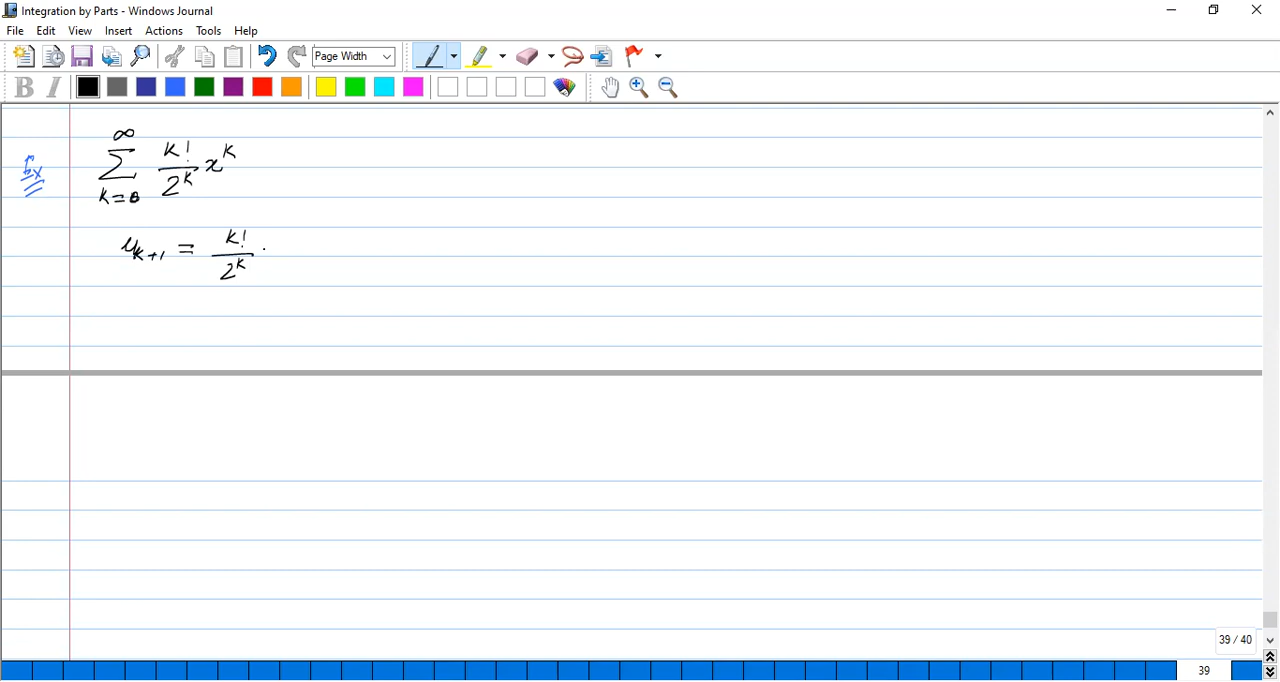 Integration by Parts - Windows Journal
File Edit View Insert Actions Tools Help
Page Width
B I
Ex ∞
∑ k!/2^k x^k
k=0
u_{k+1} = k!/2^k ·
39 / 40
39